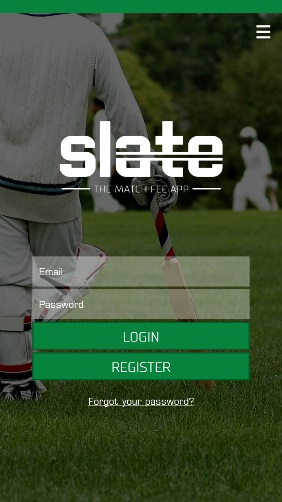 slate
THE MATCH FEE APP
Email
Password
LOGIN
REGISTER
Forgot your password?